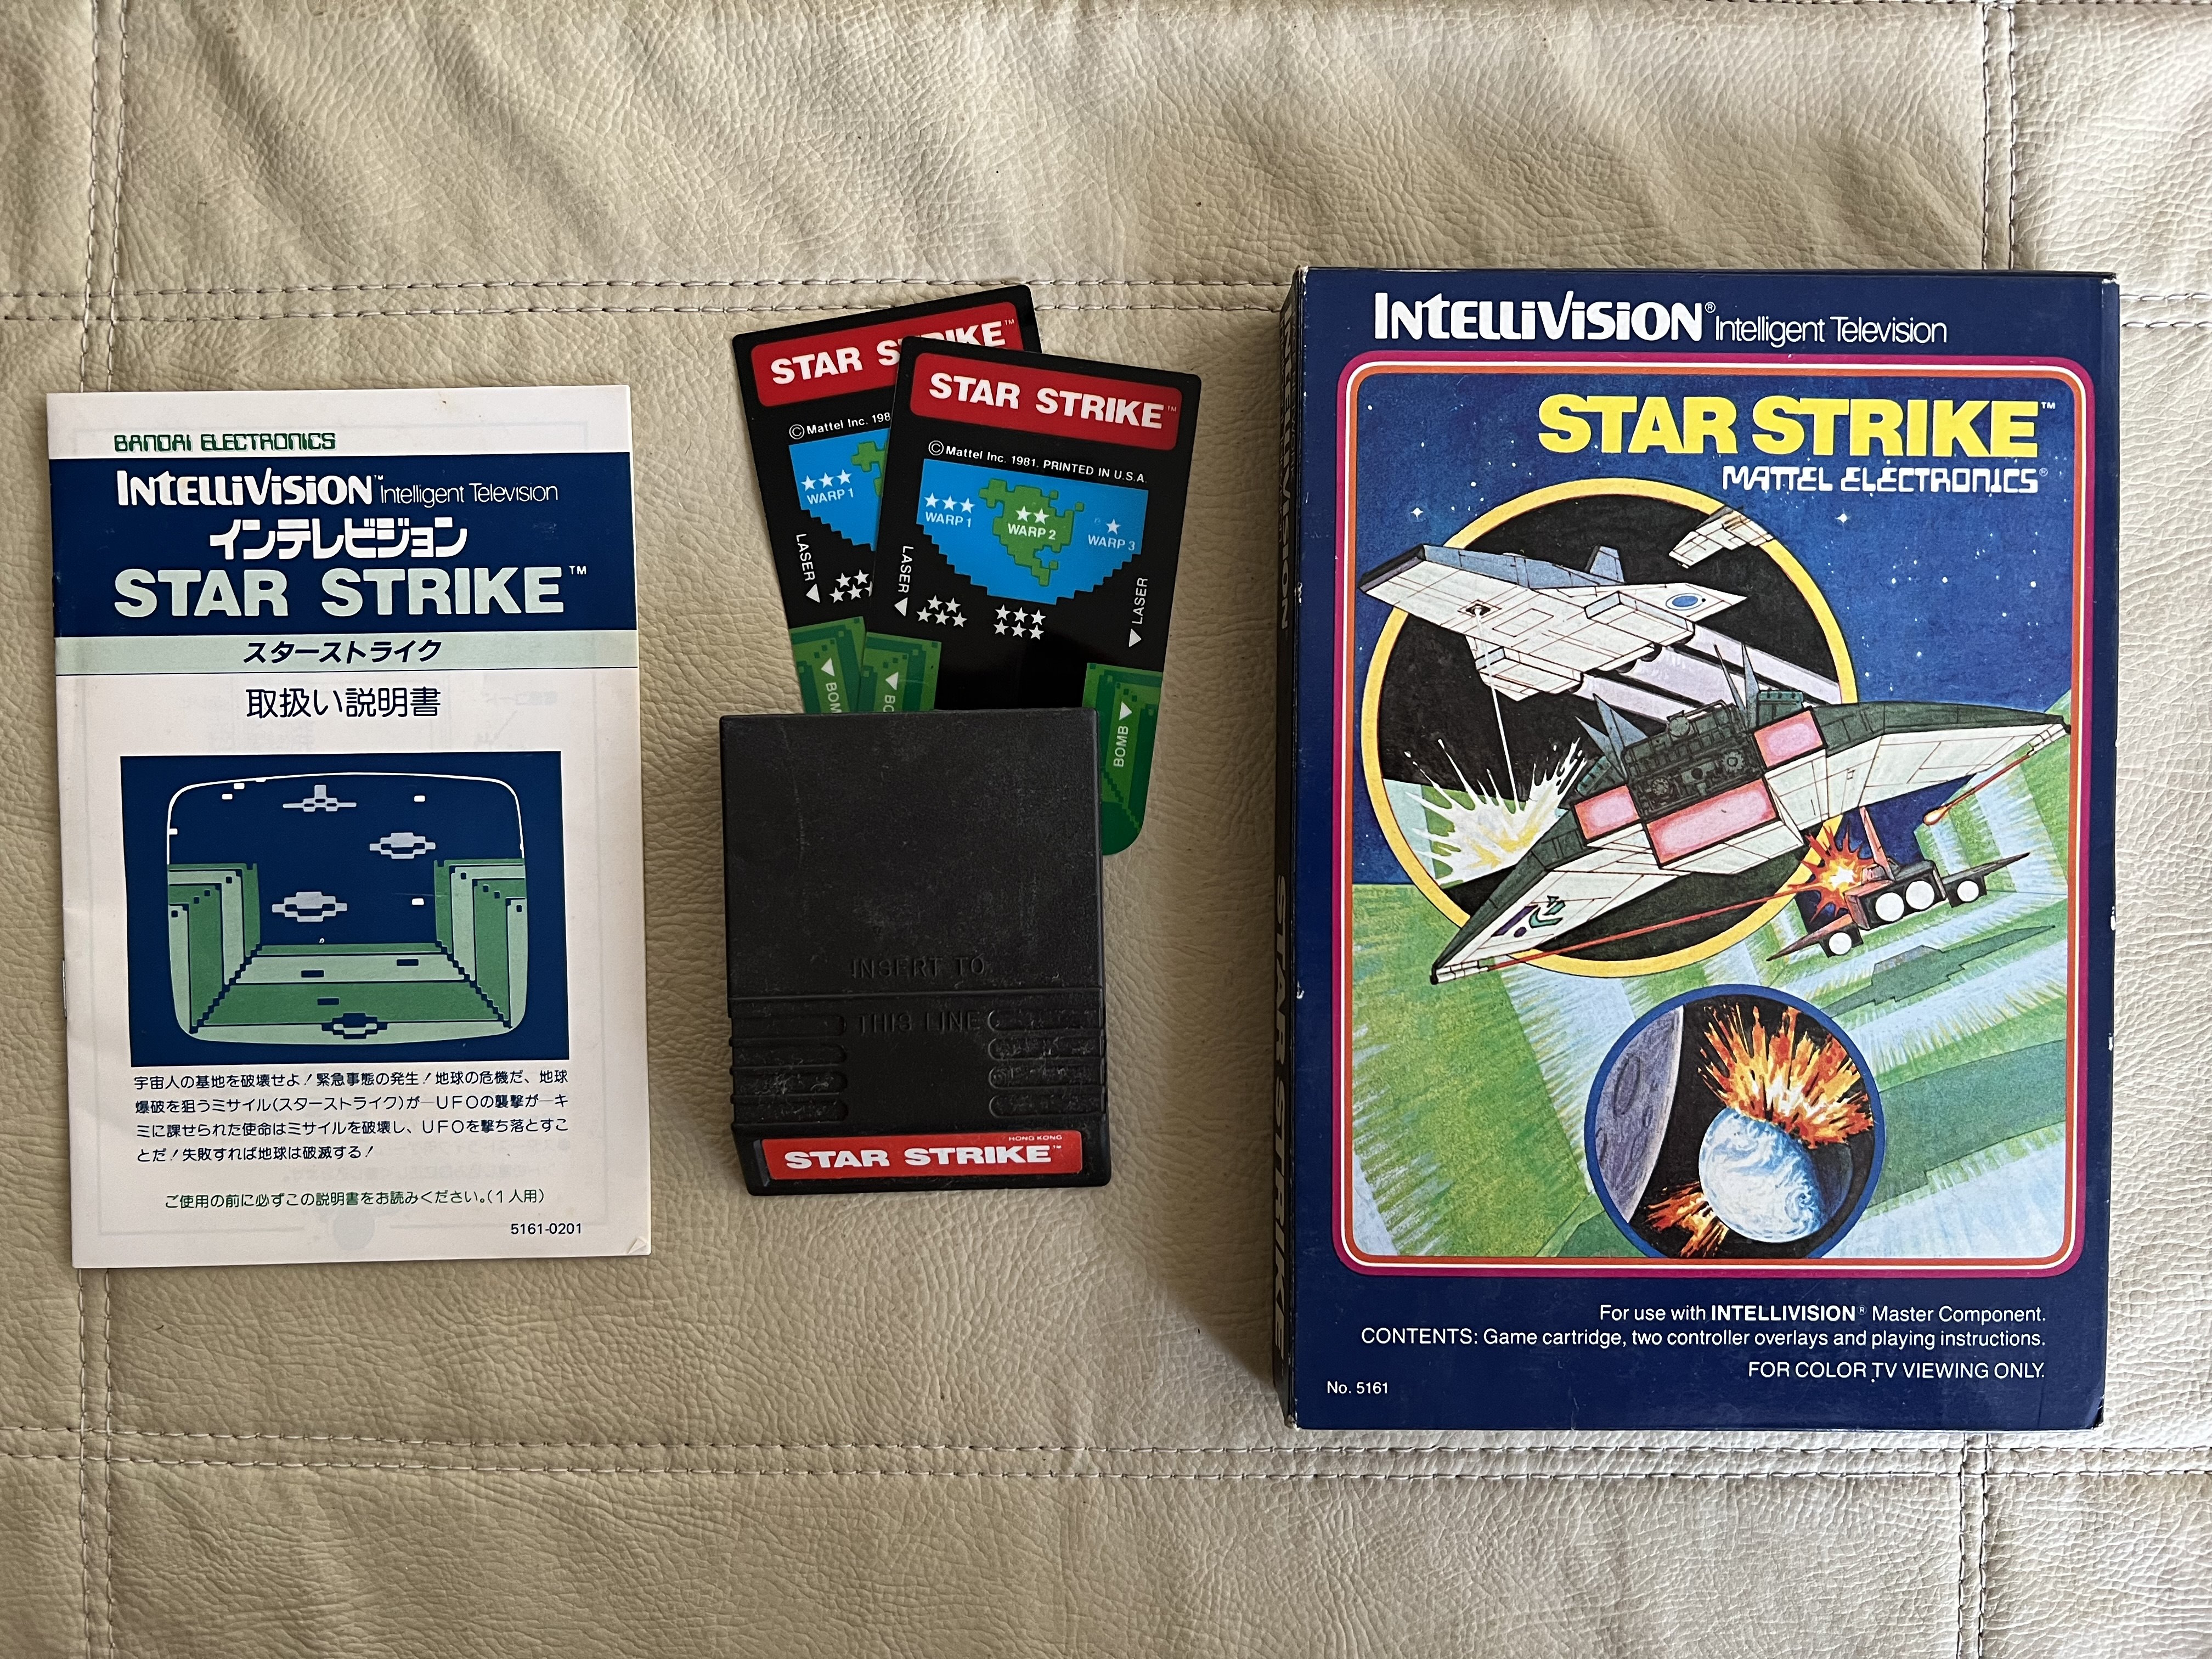 BANDAI ELECTRONICS
INTELLIVISION™ Intelligent Television
インテレビジョン
STAR STRIKE™
スターストライク
取扱い説明書
宇宙人の基地を破壊せよ！緊急事態の発生！地球の危機だ、地球
爆破を狙うミサイル(スターストライク)が─UFOの襲撃が─キ
ミに課せられた使命はミサイルを破壊し、UFOを撃ち落とすこ
とだ！失敗すれば地球は破滅する！
ご使用の前に必ずこの説明書をお読みください。(1人用)
5161-0201
STAR STRIKE™
©Mattel Inc. 198
WARP 1
LASER
STAR STRIKE™
©Mattel Inc. 1981. PRINTED IN U.S.A.
WARP 1
WARP 2
WARP 3
LASER
LASER
BOMB
INSERT TO
THIS LINE
HONG KONG
STAR STRIKE™
INTELLIVISION® Intelligent Television
STAR STRIKE™
MATTEL ELECTRONICS®
For use with INTELLIVISION® Master Component.
CONTENTS: Game cartridge, two controller overlays and playing instructions.
FOR COLOR TV VIEWING ONLY.
No. 5161
STAR STRIKE